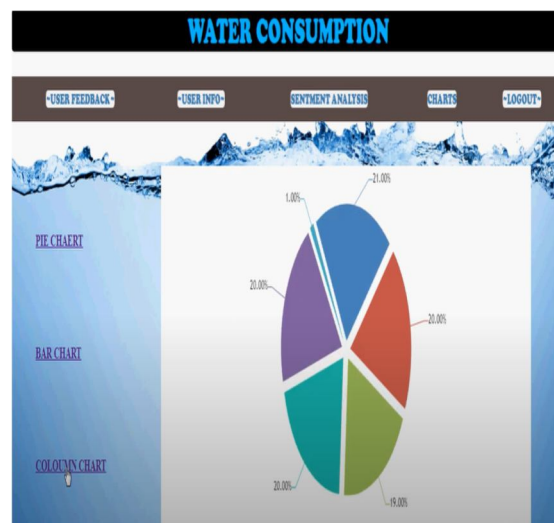 WATER CONSUMPTION
~USER FEEDBACK~ ~USER INFO~ SENTMENT ANALYSIS CHARTS ~LOGOUT~
21.00%
1.00%
PIE CHAERT
20.00%
20.00%
BAR CHART
COLOUMN CHART
20.00%
19.00%